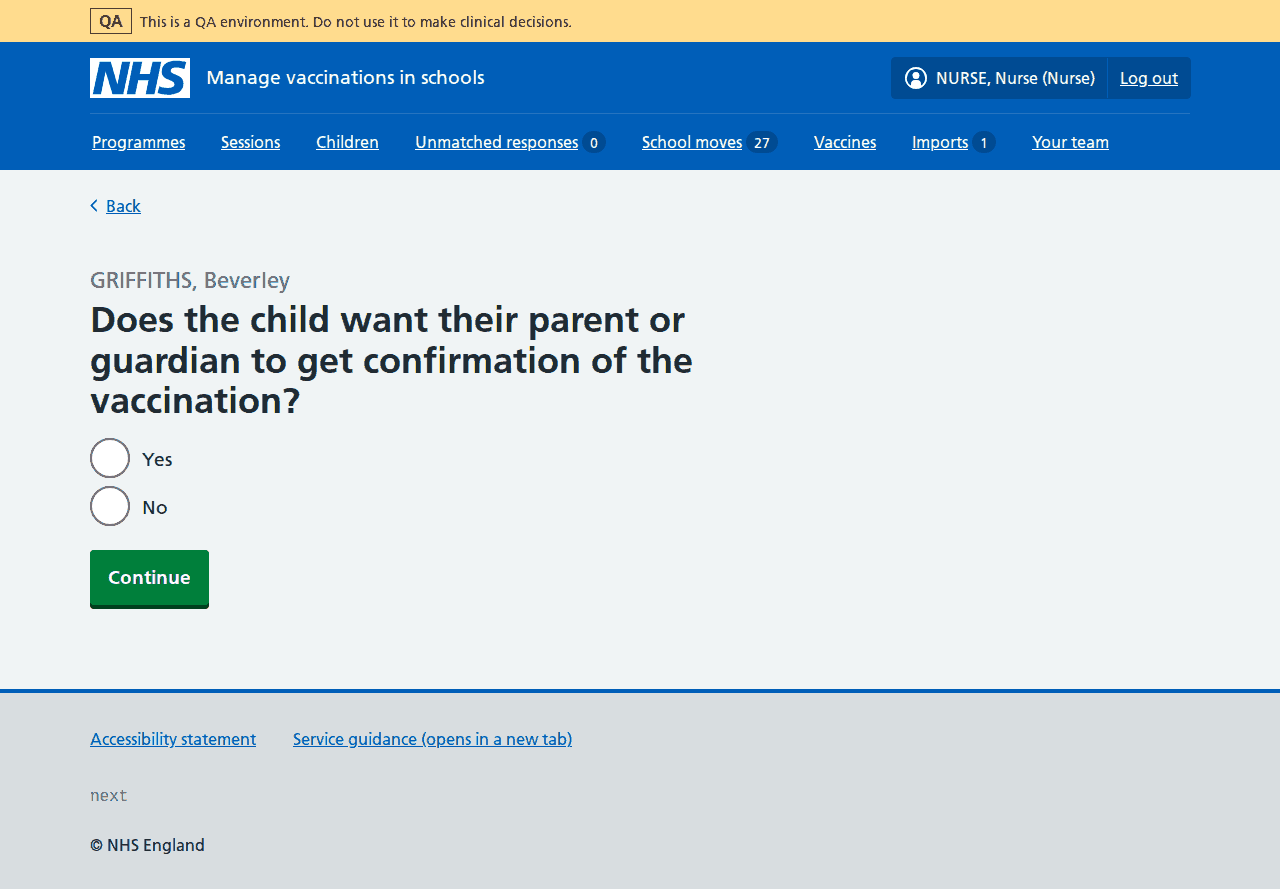 QA This is a QA environment. Do not use it to make clinical decisions.
NHS Manage vaccinations in schools NURSE, Nurse (Nurse) Log out
Programmes Sessions Children Unmatched responses 0 School moves 27 Vaccines Imports 1 Your team
Back
GRIFFITHS, Beverley
Does the child want their parent or
guardian to get confirmation of the
vaccination?
Yes
No
Continue
Accessibility statement Service guidance (opens in a new tab)
next
© NHS England